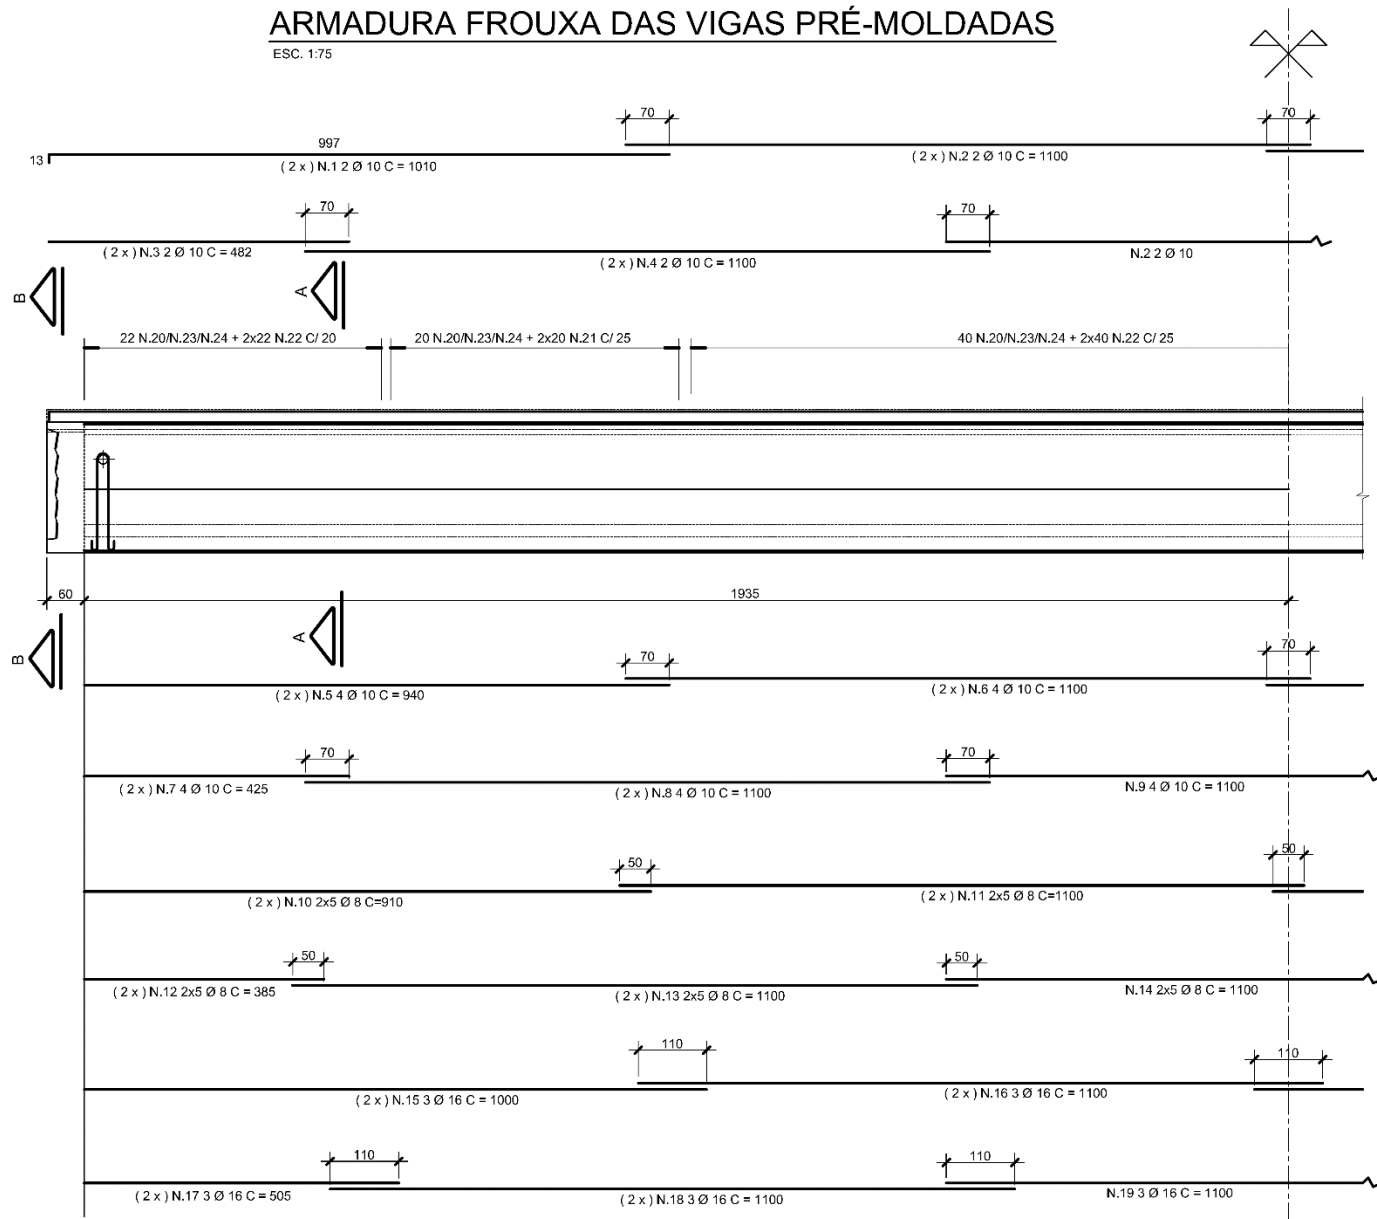 ARMADURA FROUXA DAS VIGAS PRÉ-MOLDADAS
ESC. 1:75
70
70
997
13
( 2 x ) N.1 2 Ø 10 C = 1010
( 2 x ) N.2 2 Ø 10 C = 1100
70
70
( 2 x ) N.3 2 Ø 10 C = 482
( 2 x ) N.4 2 Ø 10 C = 1100
N.2 2 Ø 10
B
A
22 N.20/N.23/N.24 + 2x22 N.22 C/ 20
20 N.20/N.23/N.24 + 2x20 N.21 C/ 25
40 N.20/N.23/N.24 + 2x40 N.22 C/ 25
60
1935
B
A
70
70
( 2 x ) N.5 4 Ø 10 C = 940
( 2 x ) N.6 4 Ø 10 C = 1100
70
70
( 2 x ) N.7 4 Ø 10 C = 425
( 2 x ) N.8 4 Ø 10 C = 1100
N.9 4 Ø 10 C = 1100
50
50
( 2 x ) N.10 2x5 Ø 8 C=910
( 2 x ) N.11 2x5 Ø 8 C=1100
50
50
( 2 x ) N.12 2x5 Ø 8 C = 385
( 2 x ) N.13 2x5 Ø 8 C = 1100
N.14 2x5 Ø 8 C = 1100
110
110
( 2 x ) N.15 3 Ø 16 C = 1000
( 2 x ) N.16 3 Ø 16 C = 1100
110
110
( 2 x ) N.17 3 Ø 16 C = 505
( 2 x ) N.18 3 Ø 16 C = 1100
N.19 3 Ø 16 C = 1100